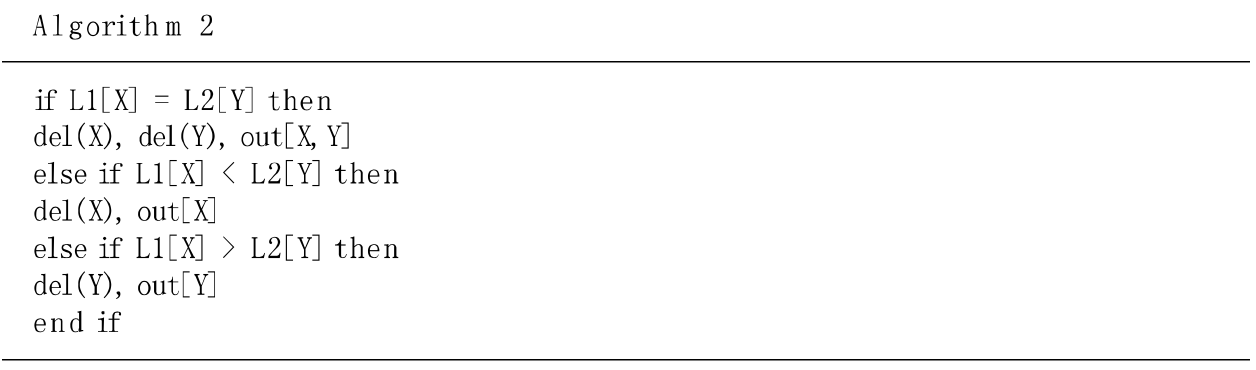 Algorithm 2
if L1[X] = L2[Y] then
del(X), del(Y), out[X,Y]
else if L1[X] < L2[Y] then
del(X), out[X]
else if L1[X] > L2[Y] then
del(Y), out[Y]
end if